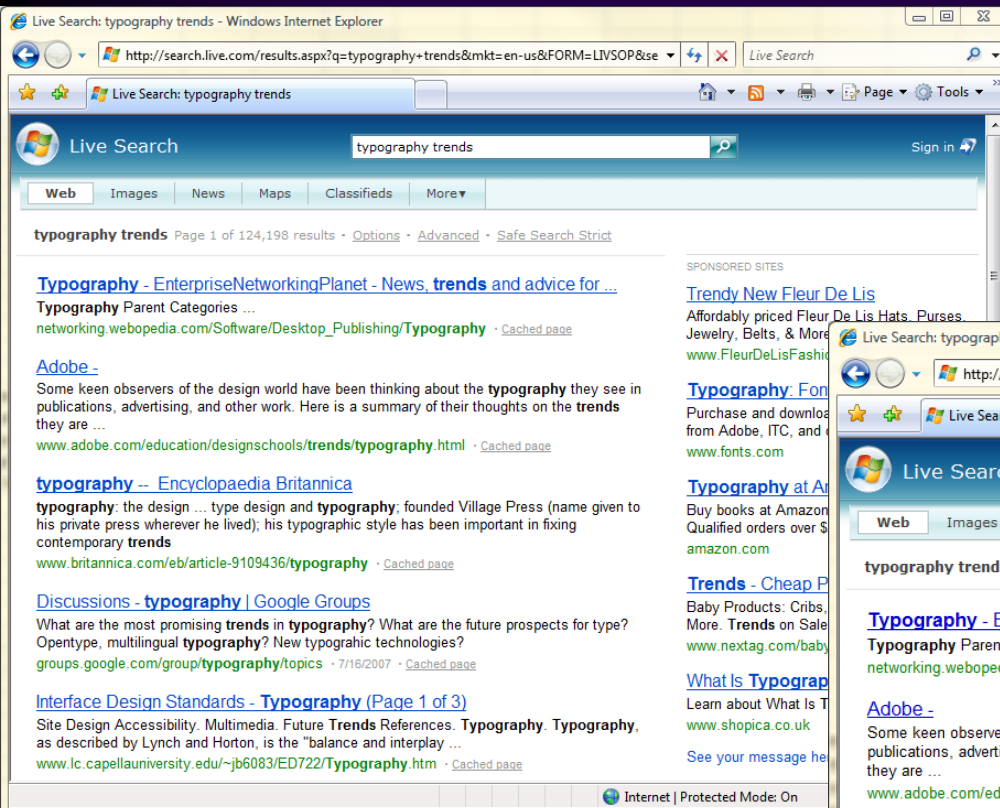 Live Search: typography trends - Windows Internet Explorer
http://search.live.com/results.aspx?q=typography+trends&mkt=en-us&FORM=LIVSOP&se
Live Search
Live Search: typography trends
Page
Tools
Live Search
typography trends
Sign in
Web Images News Maps Classifieds More
typography trends Page 1 of 124,198 results · Options · Advanced · Safe Search Strict
Typography - EnterpriseNetworkingPlanet - News, trends and advice for ...
Typography Parent Categories ...
networking.webopedia.com/Software/Desktop_Publishing/Typography · Cached page
Adobe -
Some keen observers of the design world have been thinking about the typography they see in
publications, advertising, and other work. Here is a summary of their thoughts on the trends
they are ...
www.adobe.com/education/designschools/trends/typography.html · Cached page
typography -- Encyclopaedia Britannica
typography: the design ... type design and typography; founded Village Press (name given to
his private press wherever he lived); his typographic style has been important in fixing
contemporary trends
www.britannica.com/eb/article-9109436/typography · Cached page
Discussions - typography | Google Groups
What are the most promising trends in typography? What are the future prospects for type?
Opentype, multilingual typography? New typograhic technologies?
groups.google.com/group/typography/topics · 7/16/2007 · Cached page
Interface Design Standards - Typography (Page 1 of 3)
Site Design Accessibility. Multimedia. Future Trends References. Typography. Typography,
as described by Lynch and Horton, is the "balance and interplay ...
www.lc.capellauniversity.edu/~jb6083/ED722/Typography.htm · Cached page
SPONSORED SITES
Trendy New Fleur De Lis
Affordably priced Fleur De Lis Hats, Purses,
Jewelry, Belts, & More
www.FleurDeLisFashio
Typography: Fon
Purchase and downloa
from Adobe, ITC, and
www.fonts.com
Typography at A
Buy books at Amazon
Qualified orders over $
amazon.com
Trends - Cheap P
Baby Products: Cribs,
More. Trends on Sale
www.nextag.com/baby
What Is Typograp
Learn about What Is T
www.shopica.co.uk
See your message he
Internet | Protected Mode: On
Live Search: typograp
http:/
Live Sea
Live Sear
Web Images
typography trend
Typography - E
Typography Paren
networking.webope
Adobe -
Some keen observe
publications, adverti
they are ...
www.adobe.com/ed